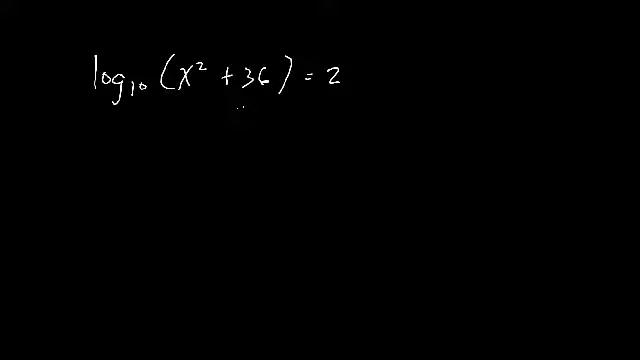 log₁₀ (x² + 36) = 2